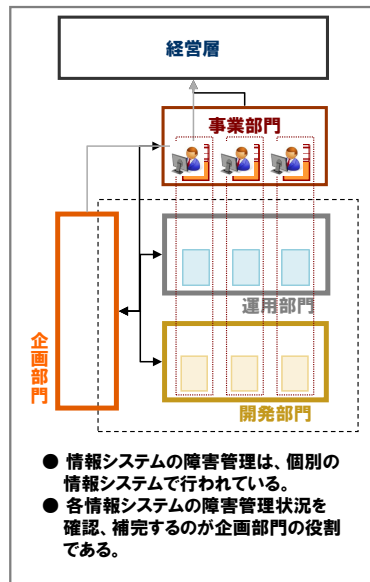 経営層
事業部門
運用部門
企画部門
開発部門
● 情報システムの障害管理は、個別の
情報システムで行われている。
● 各情報システムの障害管理状況を
確認、補完するのが企画部門の役割
である。